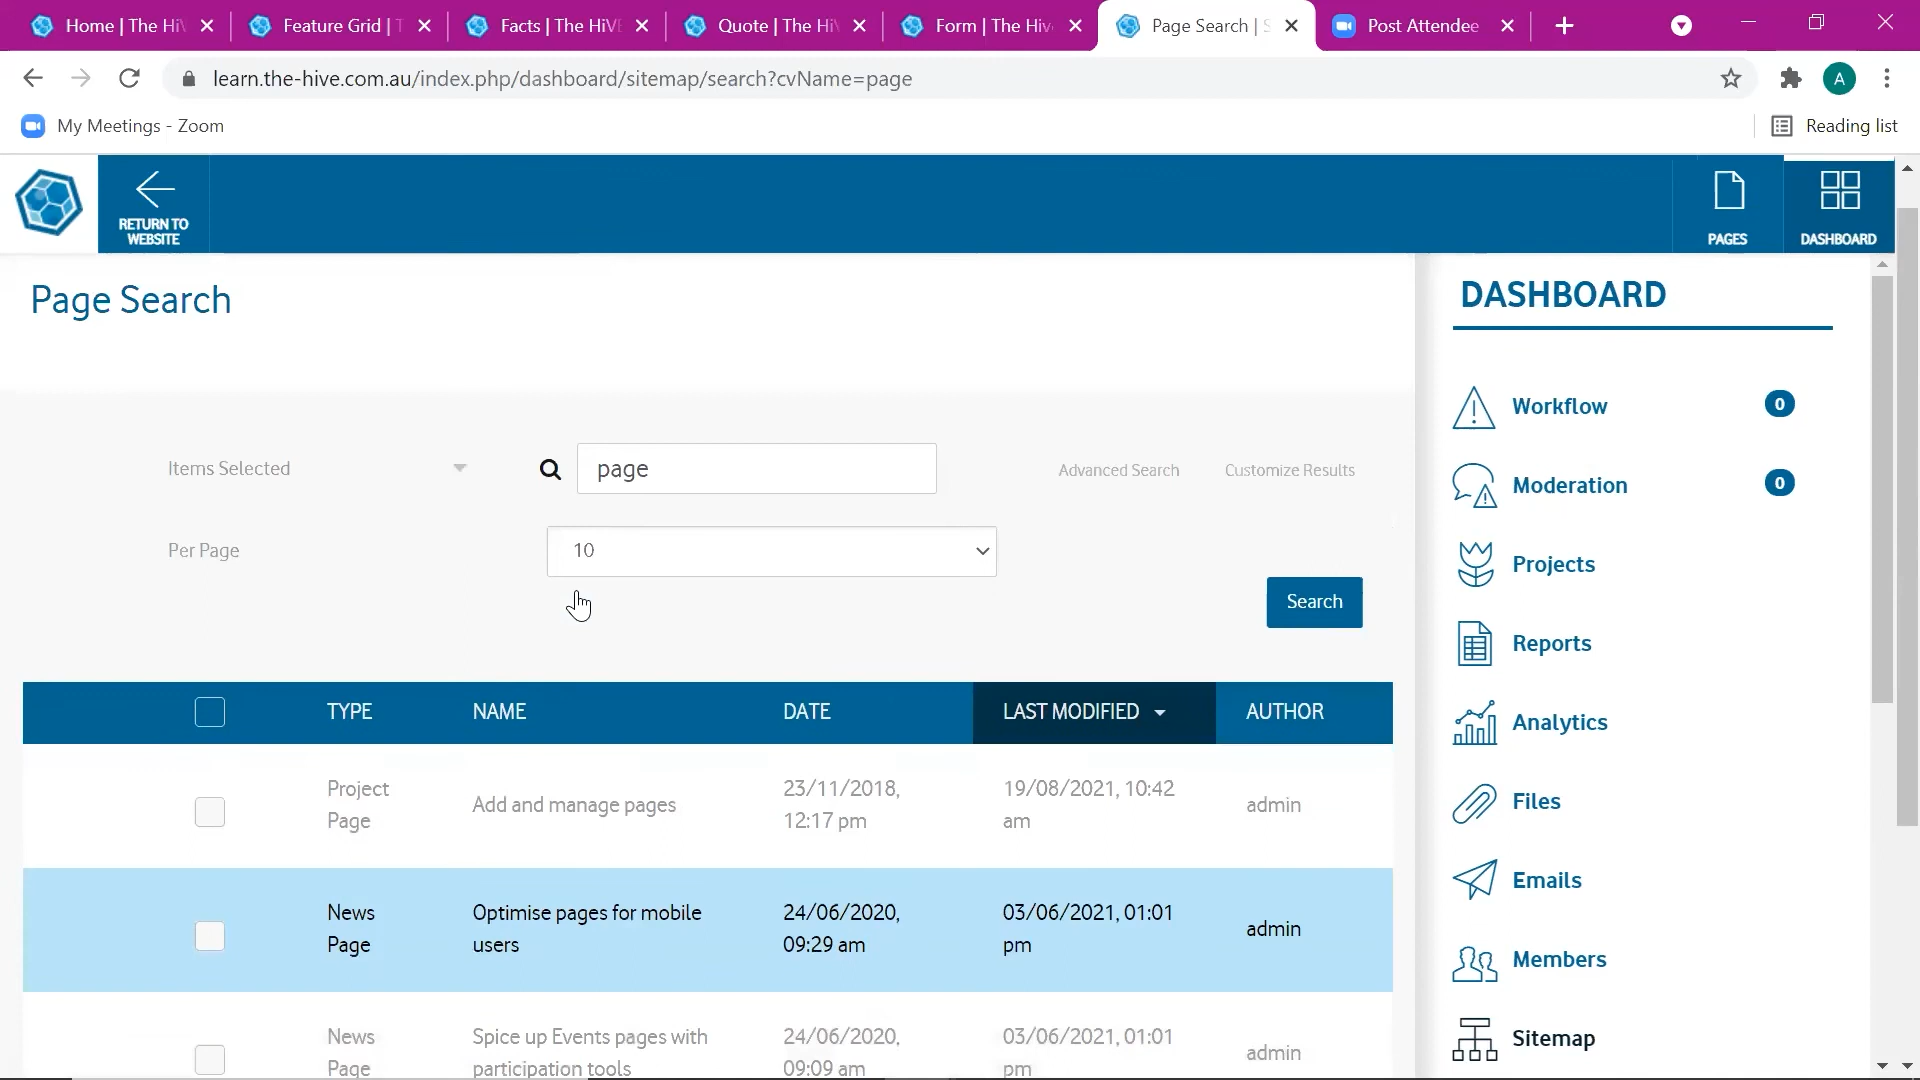 Home | The Hi
Feature Grid |
Facts | The HiVE
Quote | The Hi
Form | The Hiv
Page Search |
Post Attendee
A
learn.the-hive.com.au/index.php/dashboard/sitemap/search?cvName=page
My Meetings - Zoom
Reading list
RETURN TO
WEBSITE
PAGES
DASHBOARD
Page Search
DASHBOARD
Items Selected
page
Advanced Search
Customize Results
Per Page
10
Search
TYPE
NAME
DATE
LAST MODIFIED
AUTHOR
Project
Page
Add and manage pages
23/11/2018,
12:17 pm
19/08/2021, 10:42
am
admin
News
Page
Optimise pages for mobile
users
24/06/2020,
09:29 am
03/06/2021, 01:01
pm
admin
News
Page
Spice up Events pages with
participation tools
24/06/2020,
09:09 am
03/06/2021, 01:01
pm
admin
Workflow
0
Moderation
0
Projects
Reports
Analytics
Files
Emails
Members
Sitemap